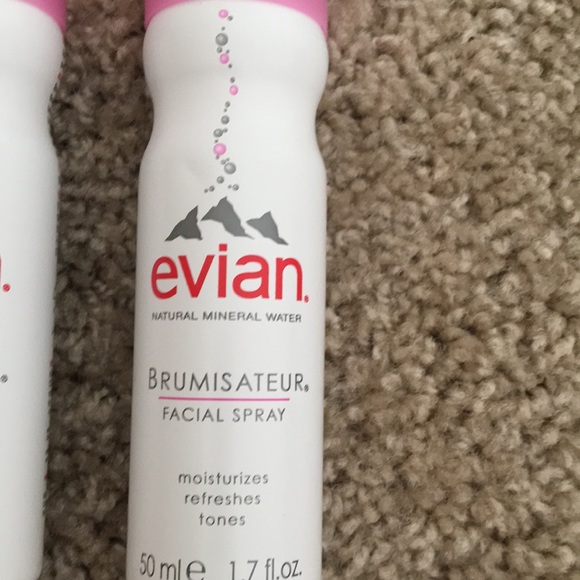 evian.
NATURAL MINERAL WATER
BRUMISATEUR®
FACIAL SPRAY
moisturizes
refreshes
tones
50 ml e 1.7 fl.oz.